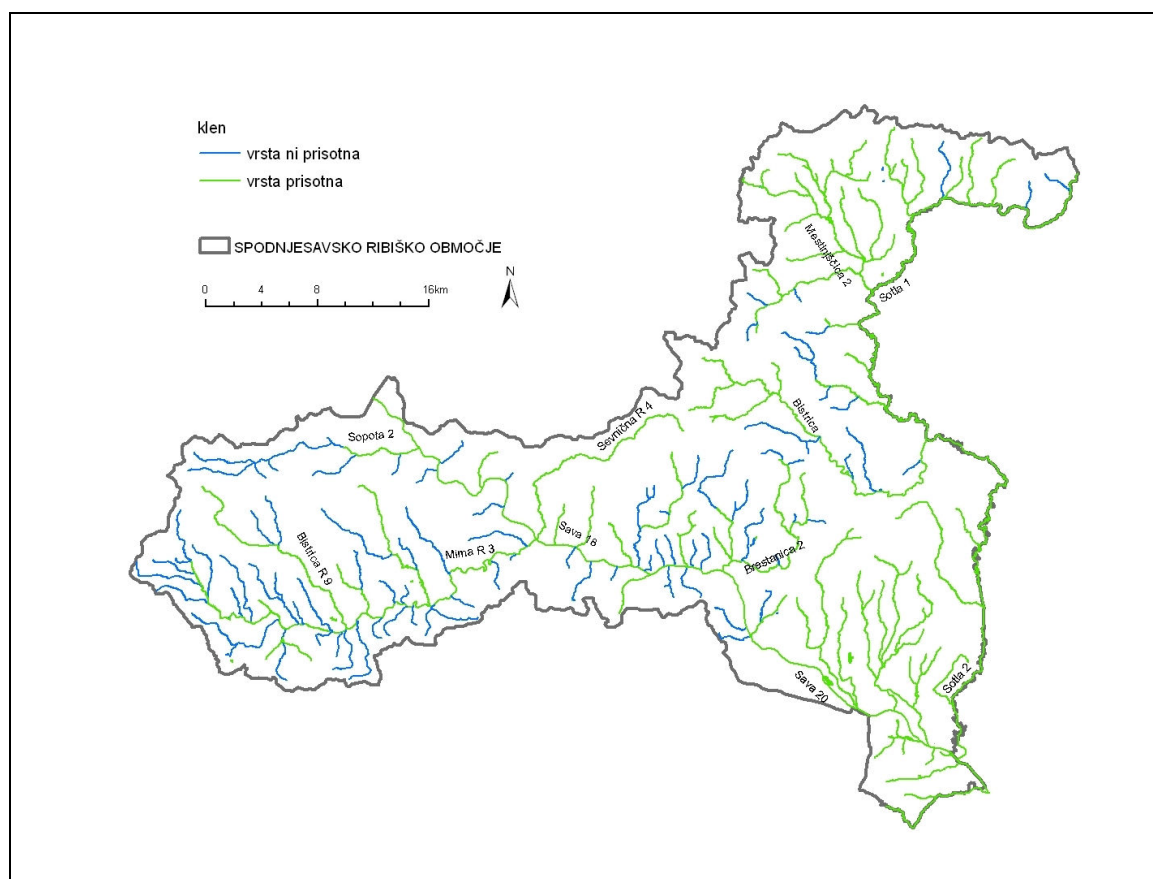 klen
vrsta ni prisotna
vrsta prisotna
SPODNJESAVSKO RIBIŠKO OBMOČJE
0 4 8 16km
N
Mestinjščica 2
Sotla 1
Bistrica
Sevnična R 4
Sopota 2
Sava 18
Mirna R 3
Bistrica R 9
Brestanica 2
Sotla 2
Sava 20